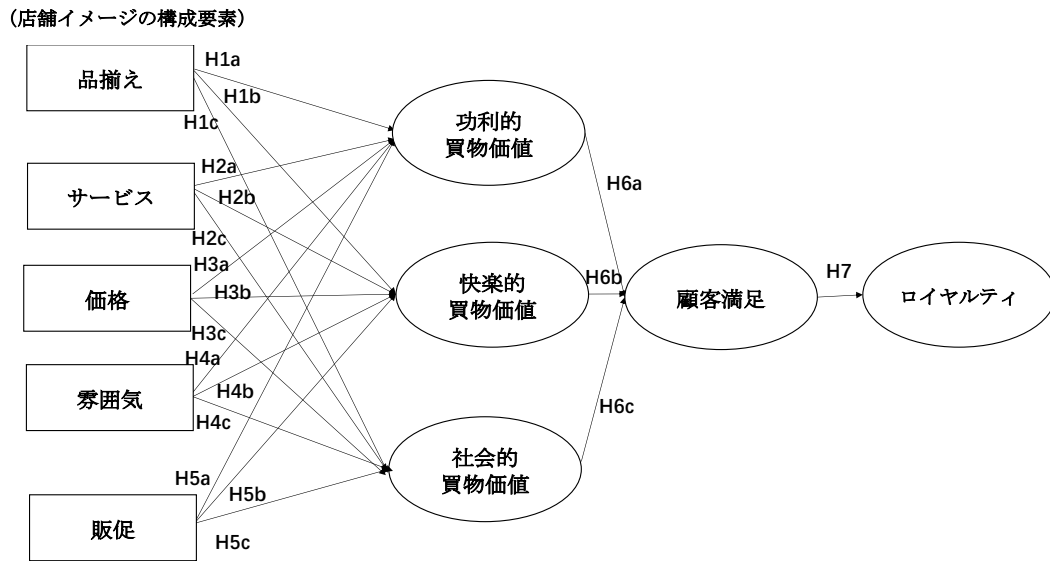 （店舗イメージの構成要素）
品揃え
サービス
価格
雰囲気
販促
H1a
H1b
H1c
H2a
H2b
H2c
H3a
H3b
H3c
H4a
H4b
H4c
H5a
H5b
H5c
功利的
買物価値
快楽的
買物価値
社会的
買物価値
H6a
H6b
H6c
顧客満足
H7
ロイヤルティ